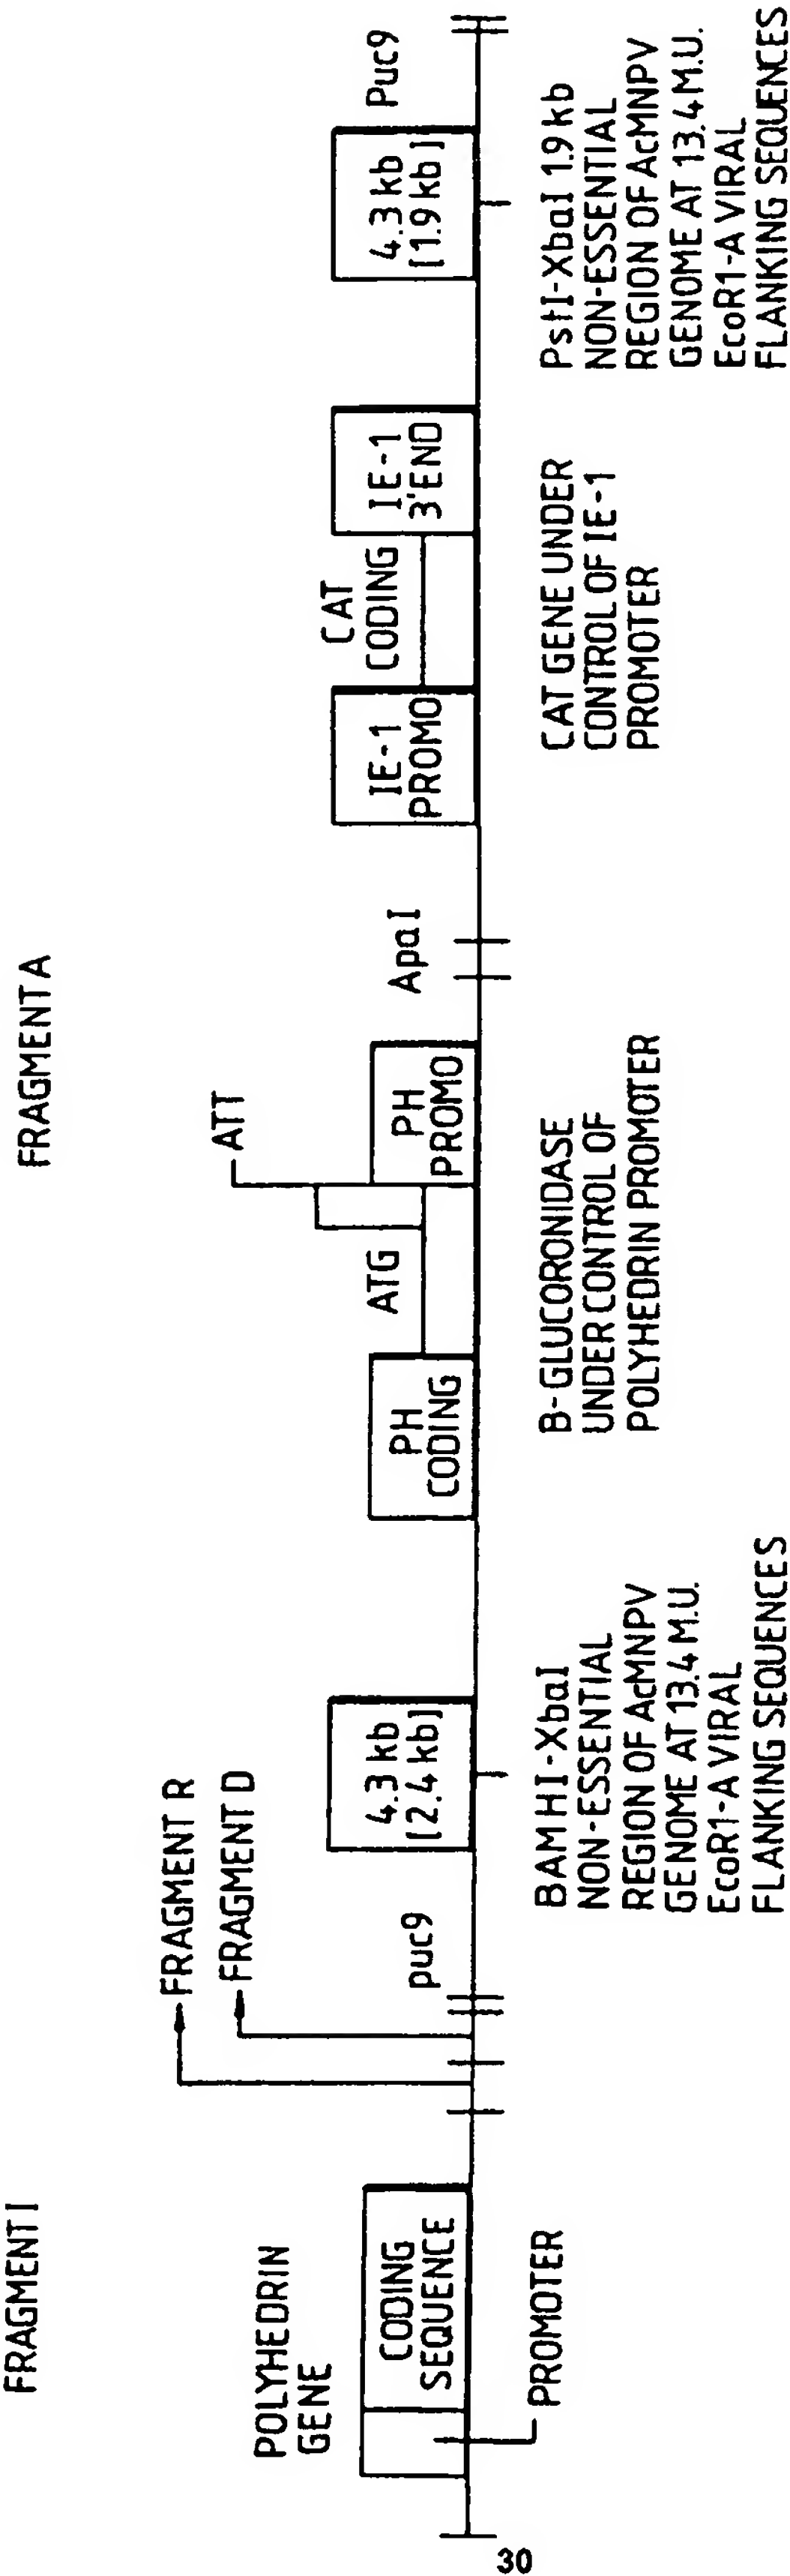 FRAGMENT I
FRAGMENT A
FRAGMENT R
FRAGMENT D
ATT
POLYHEDRIN
GENE
CODING
SEQUENCE
PROMOTER
30
puc9
4.3 kb
[2.4 kb]
PH
CODING
ATG
PH
PROMO
ApaI
IE-1
PROMO
CAT
CODING
IE-1
3'END
4.3 kb
[1.9 kb]
Puc9
BAM HI-XbaI
NON-ESSENTIAL
REGION OF AcMNPV
GENOME AT 13.4 M.U.
EcoR1-A VIRAL
FLANKING SEQUENCES
B-GLUCORONIDASE
UNDER CONTROL OF
POLYHEDRIN PROMOTER
CAT GENE UNDER
CONTROL OF IE-1
PROMOTER
PstI-XbaI 1.9 kb
NON-ESSENTIAL
REGION OF AcMNPV
GENOME AT 13.4 M.U.
EcoR1-A VIRAL
FLANKING SEQUENCES